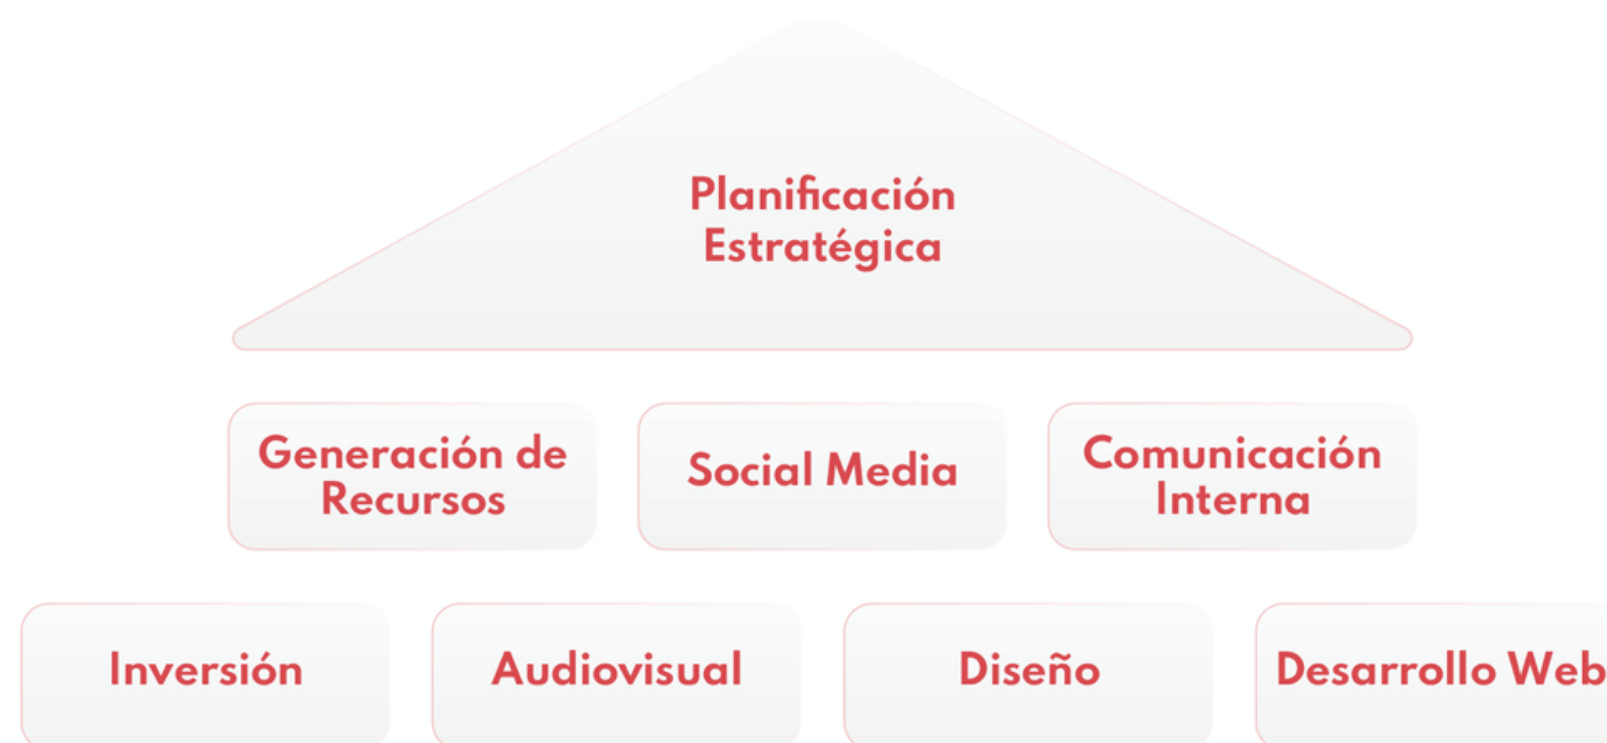 Planificación
Estratégica
Generación de
Recursos
Social Media
Comunicación
Interna
Inversión
Audiovisual
Diseño
Desarrollo Web